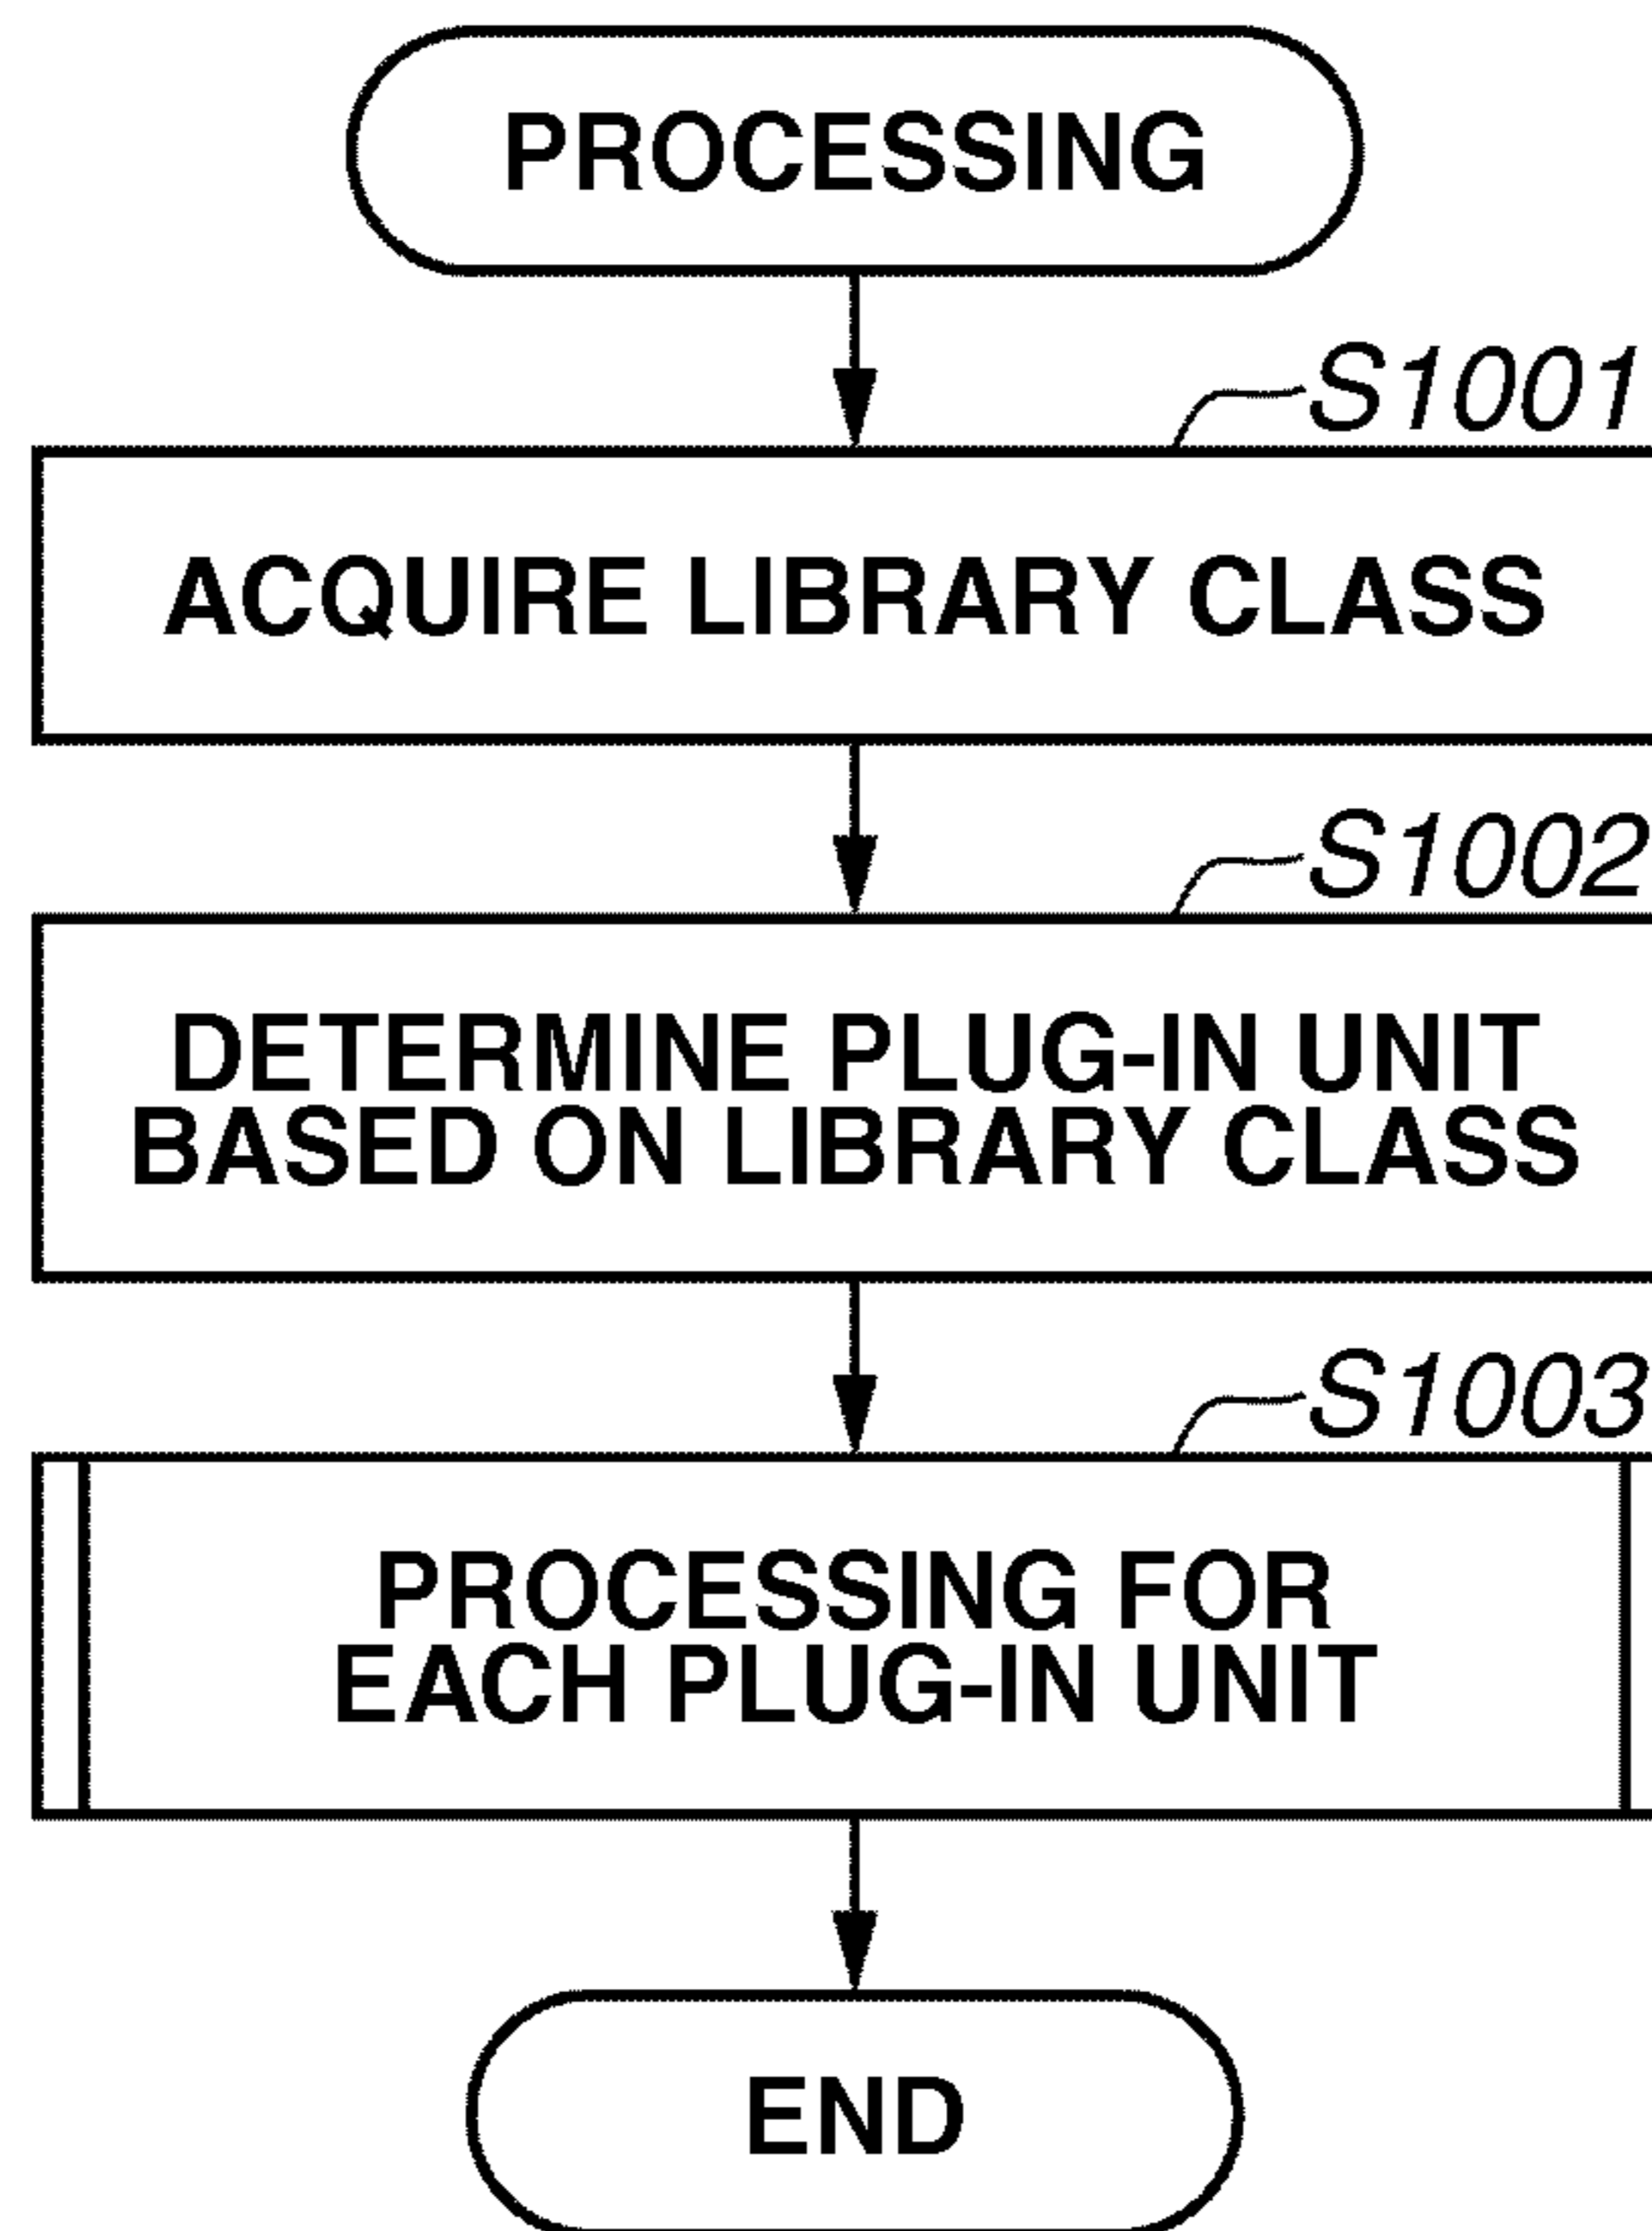 PROCESSING
S1001
ACQUIRE LIBRARY CLASS
S1002
DETERMINE PLUG-IN UNIT
BASED ON LIBRARY CLASS
S1003
PROCESSING FOR
EACH PLUG-IN UNIT
END